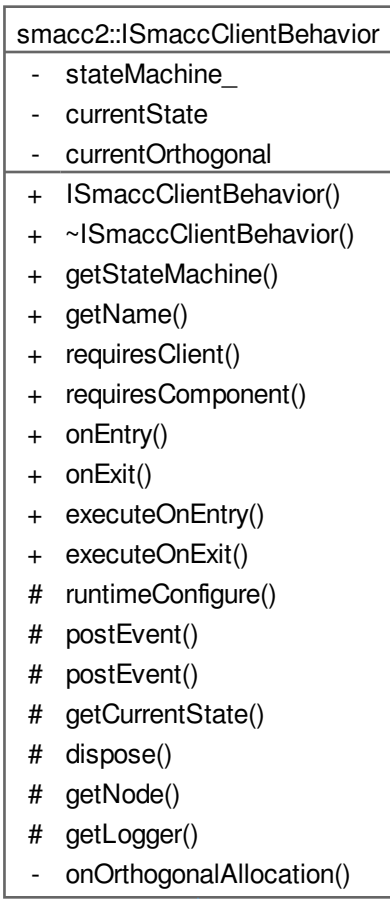 smacc2::ISmaccClientBehavior
- stateMachine_
- currentState
- currentOrthogonal
+ ISmaccClientBehavior()
+ ~ISmaccClientBehavior()
+ getStateMachine()
+ getName()
+ requiresClient()
+ requiresComponent()
+ onEntry()
+ onExit()
+ executeOnEntry()
+ executeOnExit()
# runtimeConfigure()
# postEvent()
# postEvent()
# getCurrentState()
# dispose()
# getNode()
# getLogger()
- onOrthogonalAllocation()